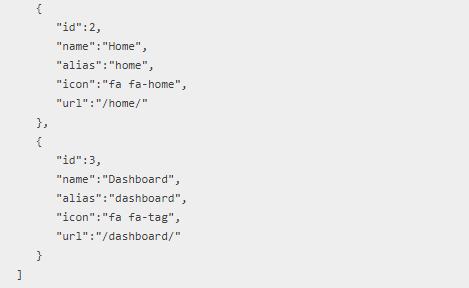 {
"id":2,
"name":"Home",
"alias":"home",
"icon":"fa fa-home",
"url":"/home/"
},
{
"id":3,
"name":"Dashboard",
"alias":"dashboard",
"icon":"fa fa-tag",
"url":"/dashboard/"
}
]